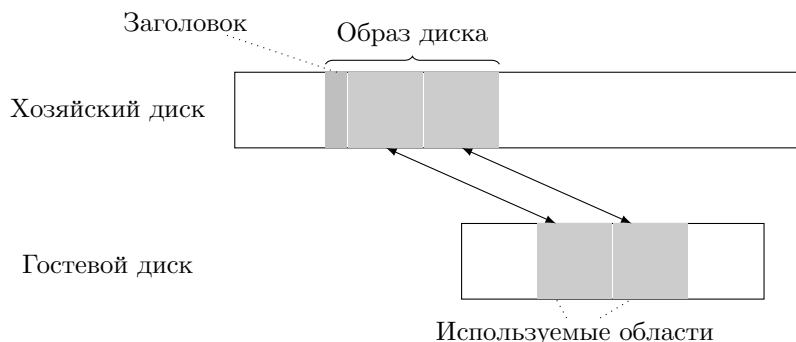 Заголовок
Образ диска
Хозяйский диск
Гостевой диск
Используемые области